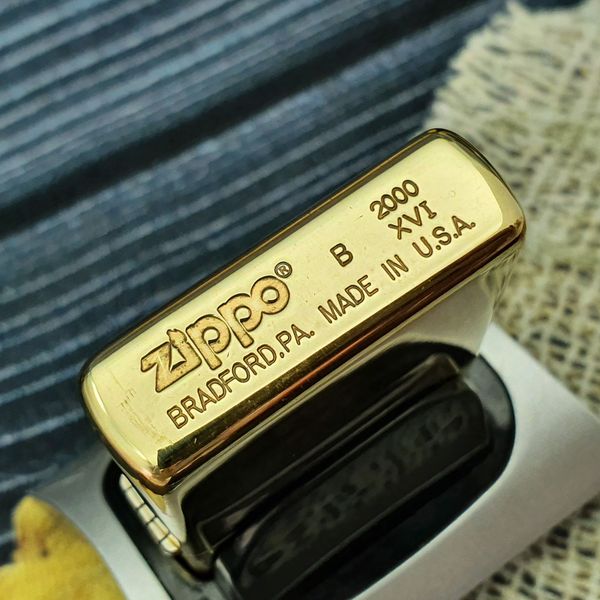 zippo® B 2000
XVI
BRADFORD,PA. MADE IN U.S.A.